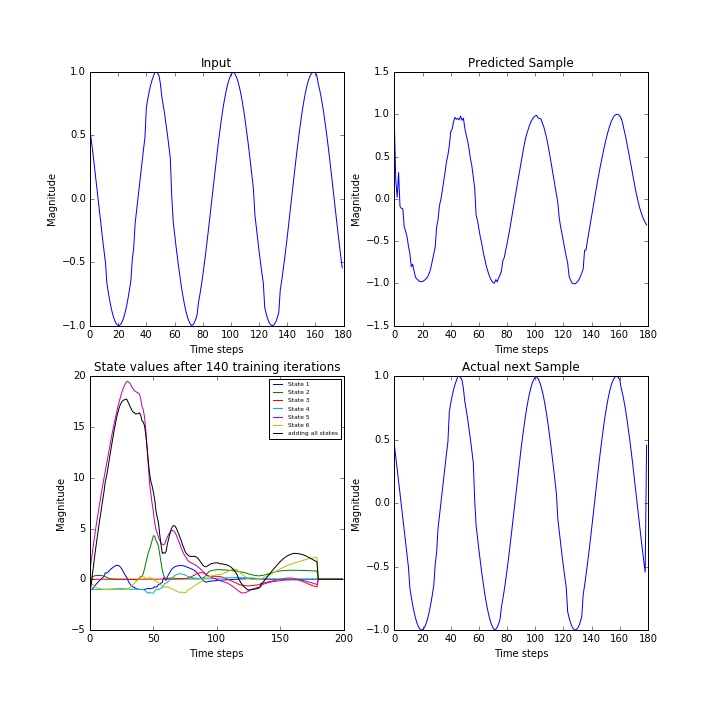 Input
Magnitude
1.0
0.5
0.0
−0.5
−1.0
0 20 40 60 80 100 120 140 160 180
Time steps
Predicted Sample
Magnitude
1.5
1.0
0.5
0.0
−0.5
−1.0
−1.5
0 20 40 60 80 100 120 140 160 180
Time steps
State values after 140 training iterations
Magnitude
20
15
10
5
0
−5
0 50 100 150 200
Time steps
State 1
State 2
State 3
State 4
State 5
State 6
adding all states
Actual next Sample
Magnitude
1.0
0.5
0.0
−0.5
−1.0
0 20 40 60 80 100 120 140 160 180
Time steps